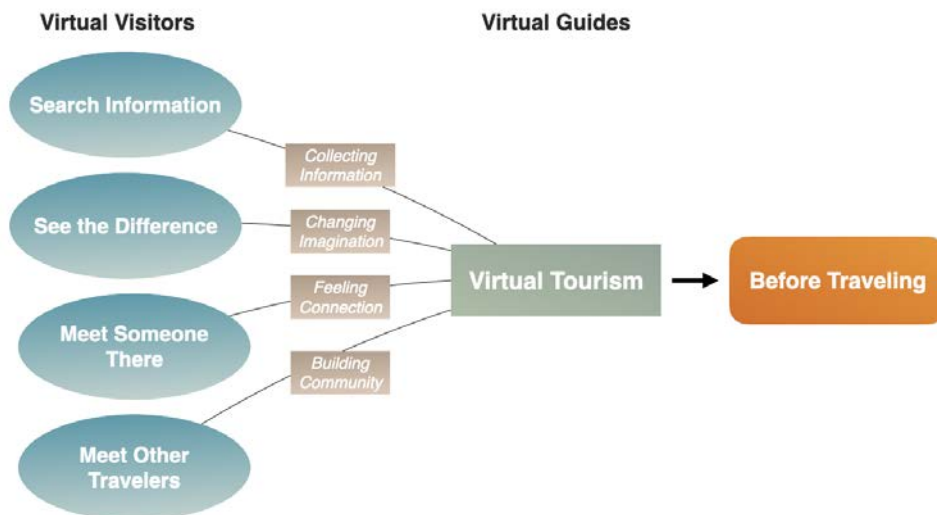 Virtual Visitors
Virtual Guides
Search Information
Collecting
Information
See the Difference
Changing
Imagination
Feeling
Connection
Virtual Tourism
Before Traveling
Meet Someone
There
Building
Community
Meet Other
Travelers